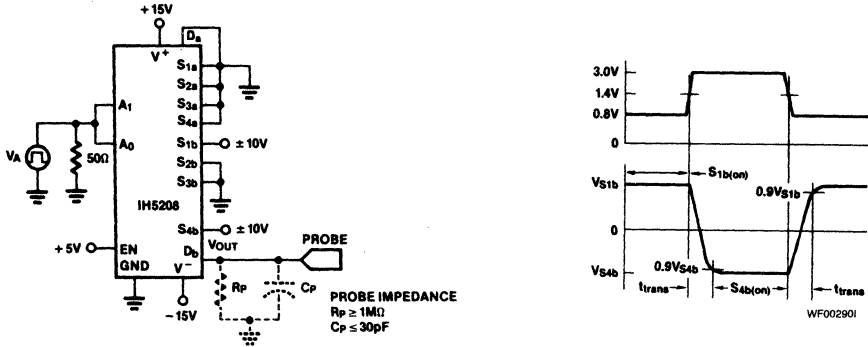 +15V
Da
V+
S1a
S2a
S3a
S4a
A1
A0
VA
50Ω
S1b
±10V
S2b
S3b
IH5208
S4b
±10V
+5V
EN
Db
VOUT
PROBE
GND
V−
−15V
RP
CP
PROBE IMPEDANCE
RP ≥ 1MΩ
CP ≤ 30pF
3.0V
1.4V
0.8V
0
VS1b
S1b(on)
0.9VS1b
0
0.9VS4b
VS4b
ttrans
S4b(on)
ttrans
WF00290I